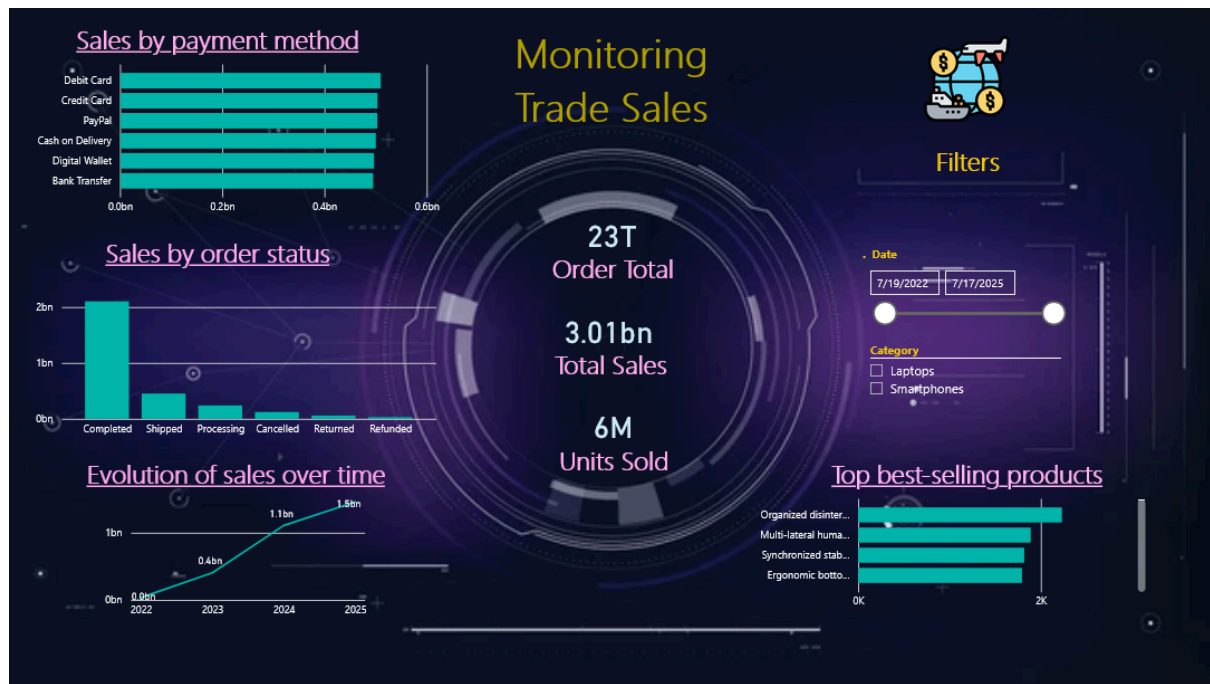 Sales by payment method
Debit Card
Credit Card
PayPal
Cash on Delivery
Digital Wallet
Bank Transfer
0.0bn 0.2bn 0.4bn 0.6bn
Monitoring
Trade Sales
Filters
Sales by order status
2bn
1bn
0bn
Completed Shipped Processing Cancelled Returned Refunded
23T
Order Total
3.01bn
Total Sales
6M
Units Sold
. Date
7/19/2022 7/17/2025
Category
Laptops
Smartphones
Evolution of sales over time
1.5bn
1.1bn
1bn
0.4bn
0bn
0.0bn
2022 2023 2024 2025
Top best-selling products
Organized disinter...
Multi-lateral huma...
Synchronized stab...
Ergonomic botto...
0K 2K